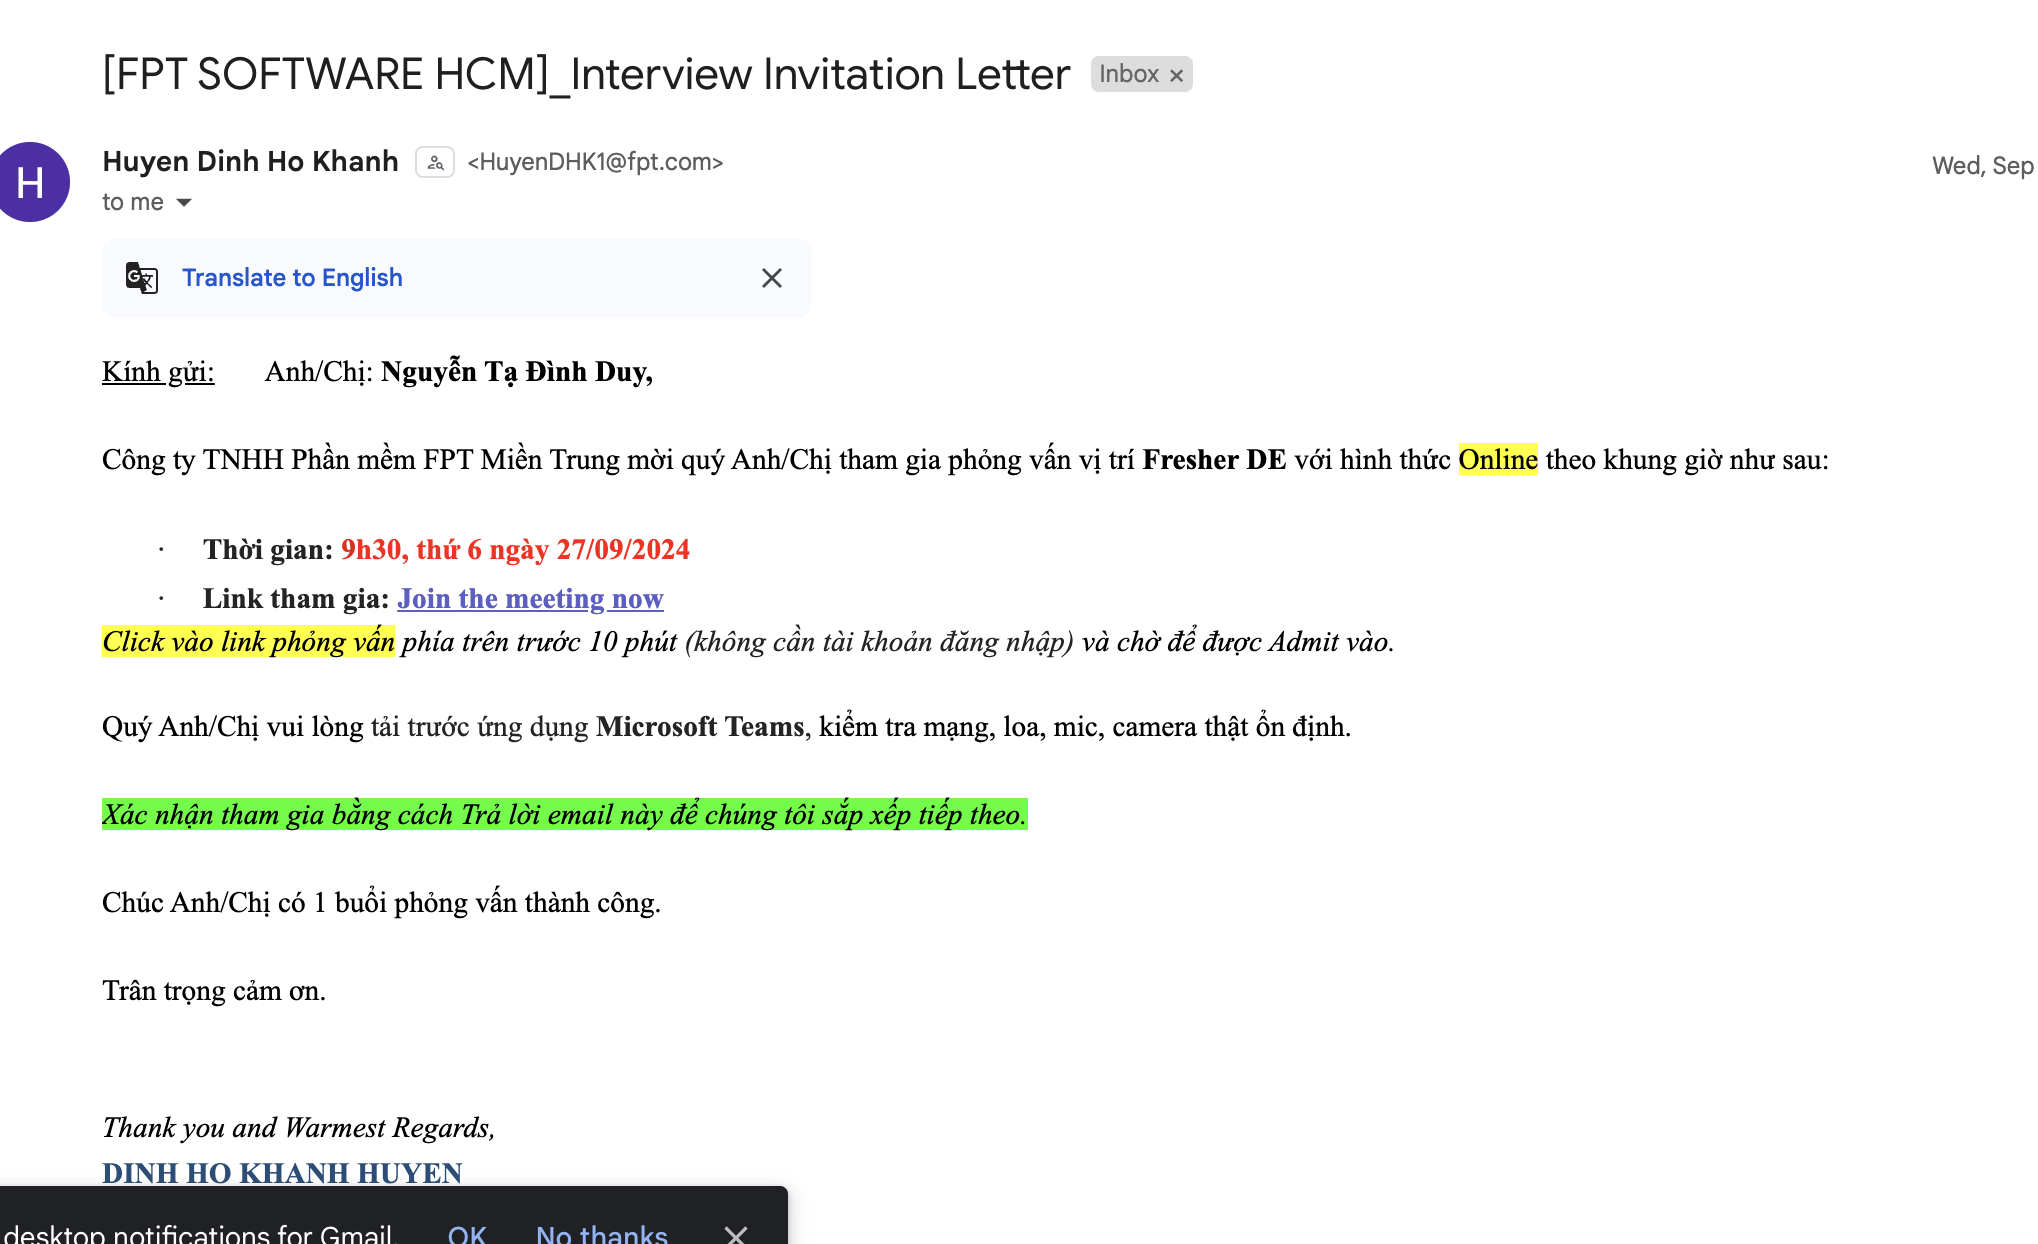 [FPT SOFTWARE HCM]_Interview Invitation Letter Inbox ×
H
Huyen Dinh Ho Khanh <HuyenDHK1@fpt.com>
Wed, Sep
to me
Translate to English
Kính gửi: Anh/Chị: Nguyễn Tạ Đình Duy,
Công ty TNHH Phần mềm FPT Miền Trung mời quý Anh/Chị tham gia phỏng vấn vị trí Fresher DE với hình thức Online theo khung giờ như sau:
· Thời gian: 9h30, thứ 6 ngày 27/09/2024
· Link tham gia: Join the meeting now
Click vào link phỏng vấn phía trên trước 10 phút (không cần tài khoản đăng nhập) và chờ để được Admit vào.
Quý Anh/Chị vui lòng tải trước ứng dụng Microsoft Teams, kiểm tra mạng, loa, mic, camera thật ổn định.
Xác nhận tham gia bằng cách Trả lời email này để chúng tôi sắp xếp tiếp theo.
Chúc Anh/Chị có 1 buổi phỏng vấn thành công.
Trân trọng cảm ơn.
Thank you and Warmest Regards,
DINH HO KHANH HUYEN
desktop notifications for Gmail. OK No thanks